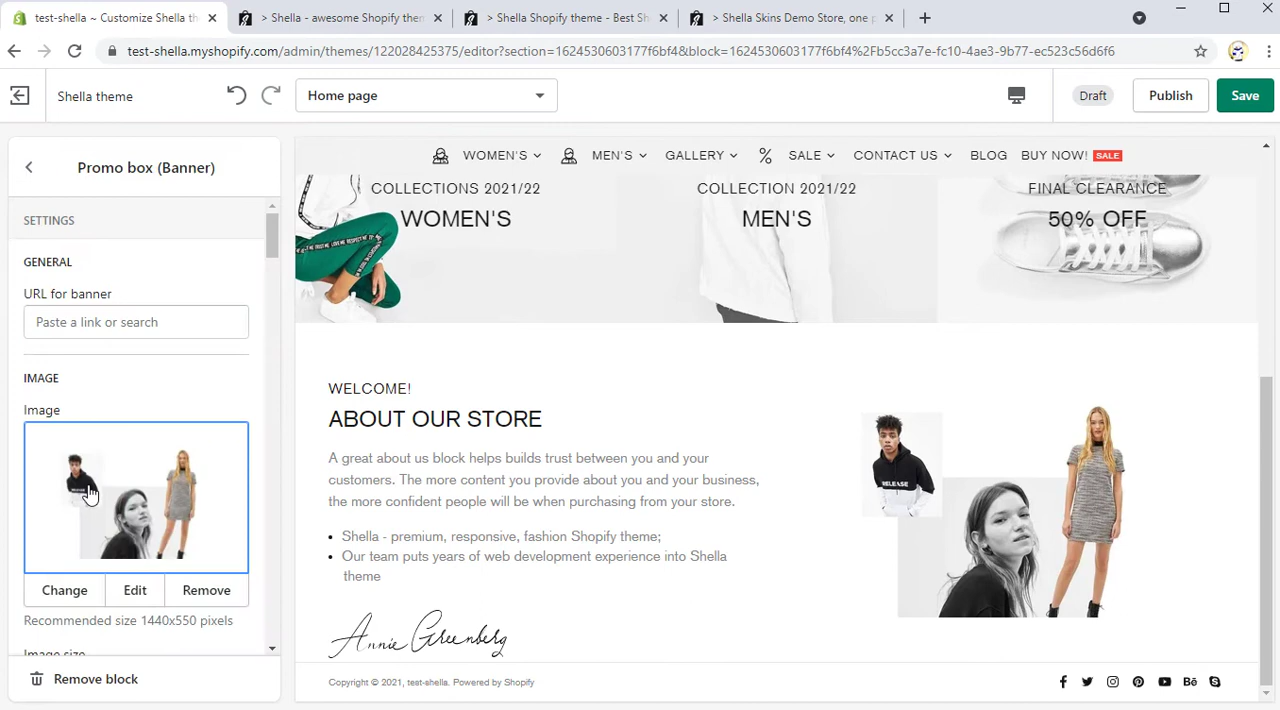 test-shella ~ Customize Shella th
> Shella - awesome Shopify them
> Shella Shopify theme - Best Sh
> Shella Skins Demo Store, one p
test-shella.myshopify.com/admin/themes/122028425375/editor?section=1624530603177f6bf4&block=1624530603177f6bf4%2Fb5cc3a7e-fc10-4ae3-9b77-ec523c56d6f6
Shella theme
Home page
Draft
Publish
Save
Promo box (Banner)
SETTINGS
GENERAL
URL for banner
Paste a link or search
IMAGE
Image
Change
Edit
Remove
Recommended size 1440x550 pixels
Image size
Remove block
WOMEN'S
MEN'S
GALLERY
SALE
CONTACT US
BLOG
BUY NOW! SALE
COLLECTIONS 2021/22
WOMEN'S
COLLECTION 2021/22
MEN'S
FINAL CLEARANCE
50% OFF
WELCOME!
ABOUT OUR STORE
A great about us block helps builds trust between you and your
customers. The more content you provide about you and your business,
the more confident people will be when purchasing from your store.
Shella - premium, responsive, fashion Shopify theme;
Our team puts years of web development experience into Shella
theme
Annie Greenberg
RELEASE
Copyright © 2021, test-shella. Powered by Shopify